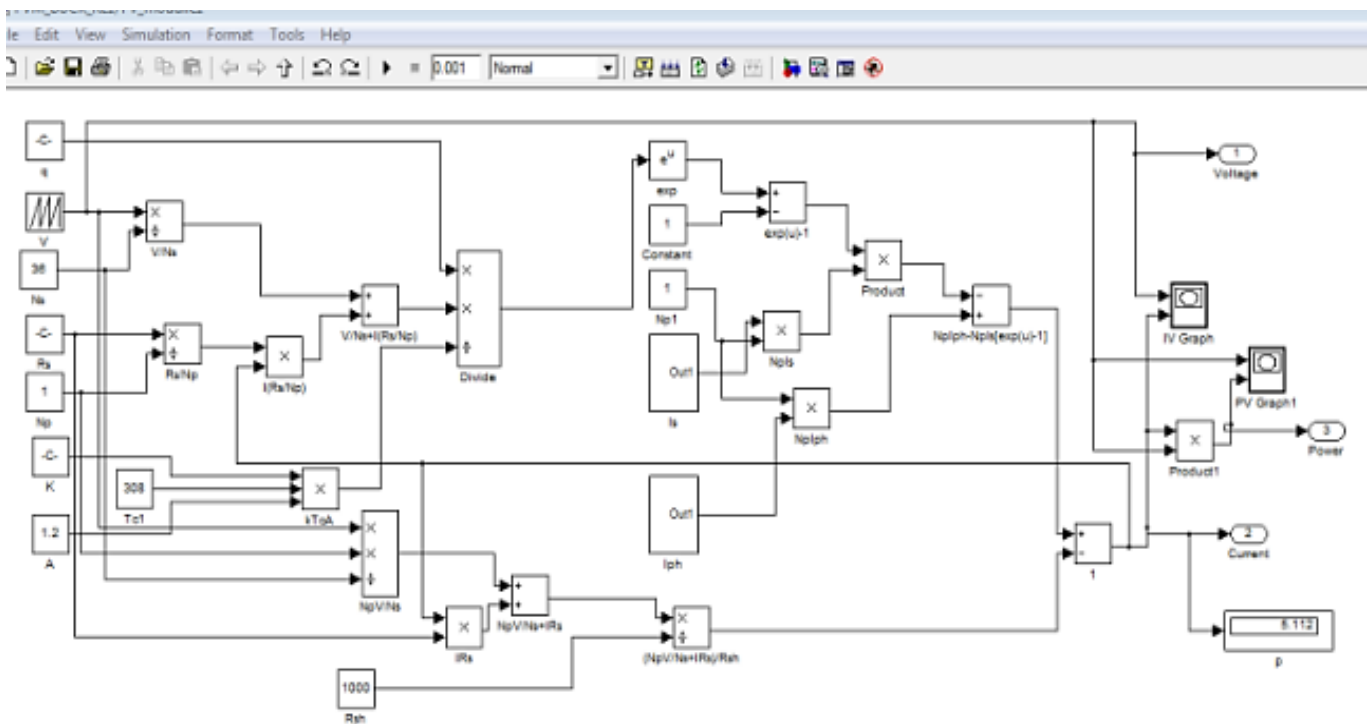 le Edit View Simulation Format Tools Help
0.001 Normal
-C-
q
V
36
Ns
-C-
Rs
1
Np
-C-
K
1.2
A
308
Tc1
V/Ns
Rs/Np
I(Rs/Np)
V/Ns+I(Rs/Np)
kTcA
NpV/Ns
IRs
NpV/Ns+IRs
(NpV/Ns+IRs)/Rsh
1000
Rsh
Divide
e^u
exp
1
Constant
exp(u)-1
1
Np1
NpIs
Out1
Is
Product
NpIph
Out1
Iph
NpIph-NpIs[exp(u)-1]
1
1
Voltage
IV Graph
PV Graph1
Product1
3
Power
2
Current
p